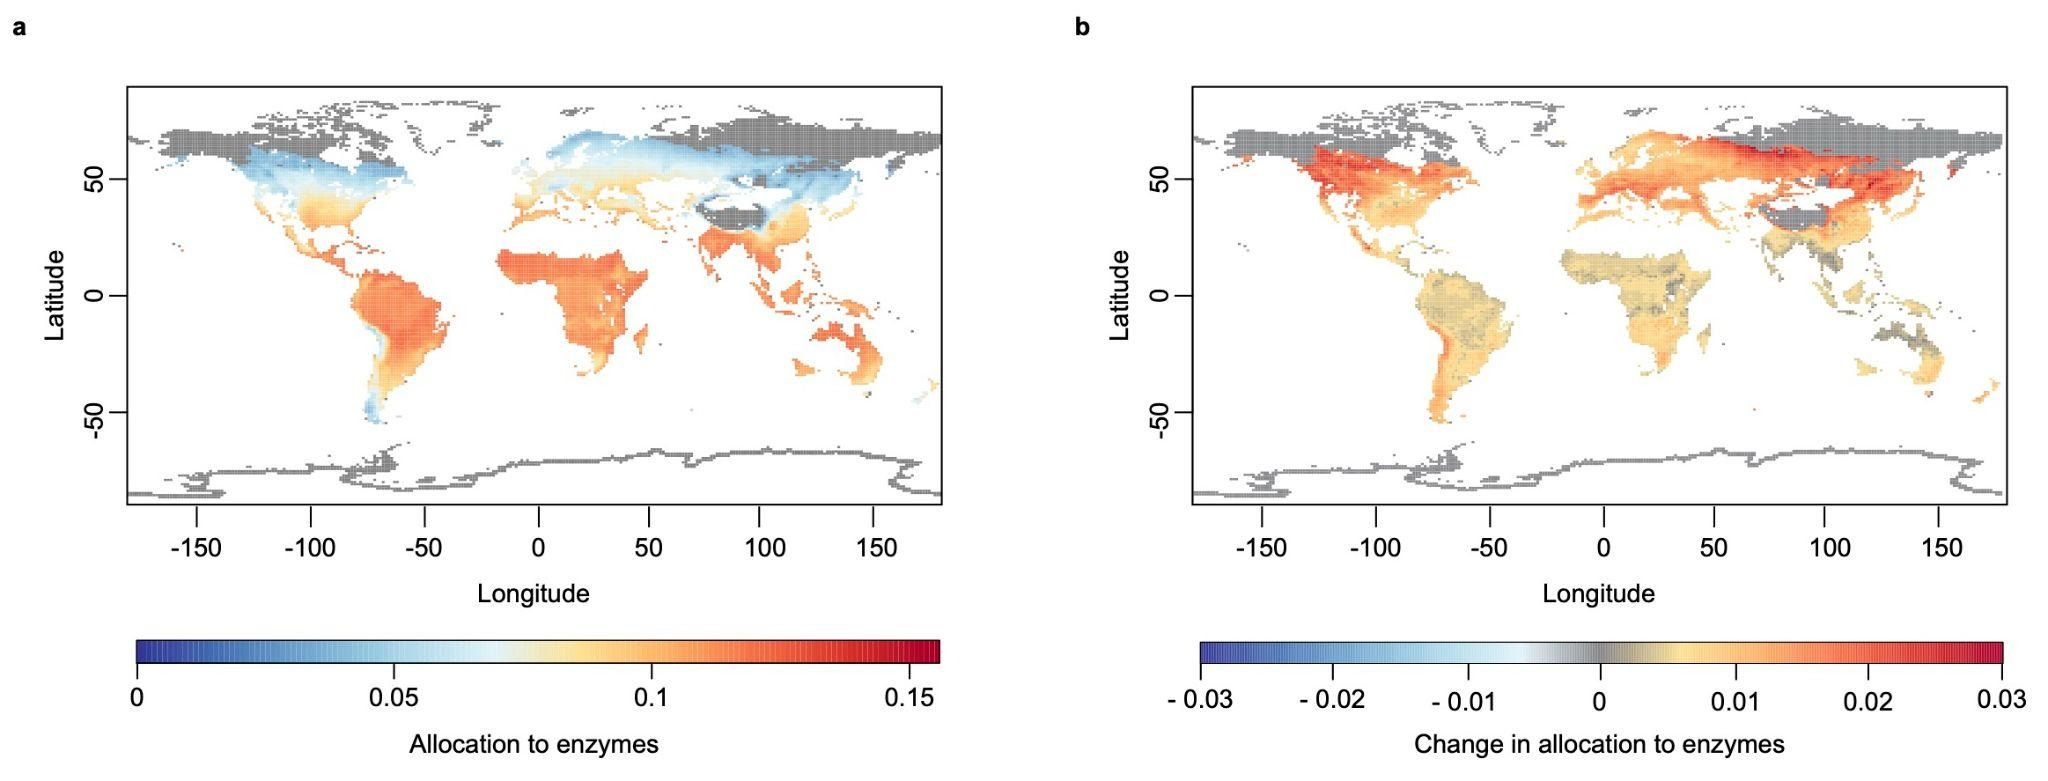 a
b
Latitude
50
0
-50
-150 -100 -50 0 50 100 150
Longitude
0 0.05 0.1 0.15
Allocation to enzymes
Latitude
50
0
-50
-150 -100 -50 0 50 100 150
Longitude
- 0.03 - 0.02 - 0.01 0 0.01 0.02 0.03
Change in allocation to enzymes